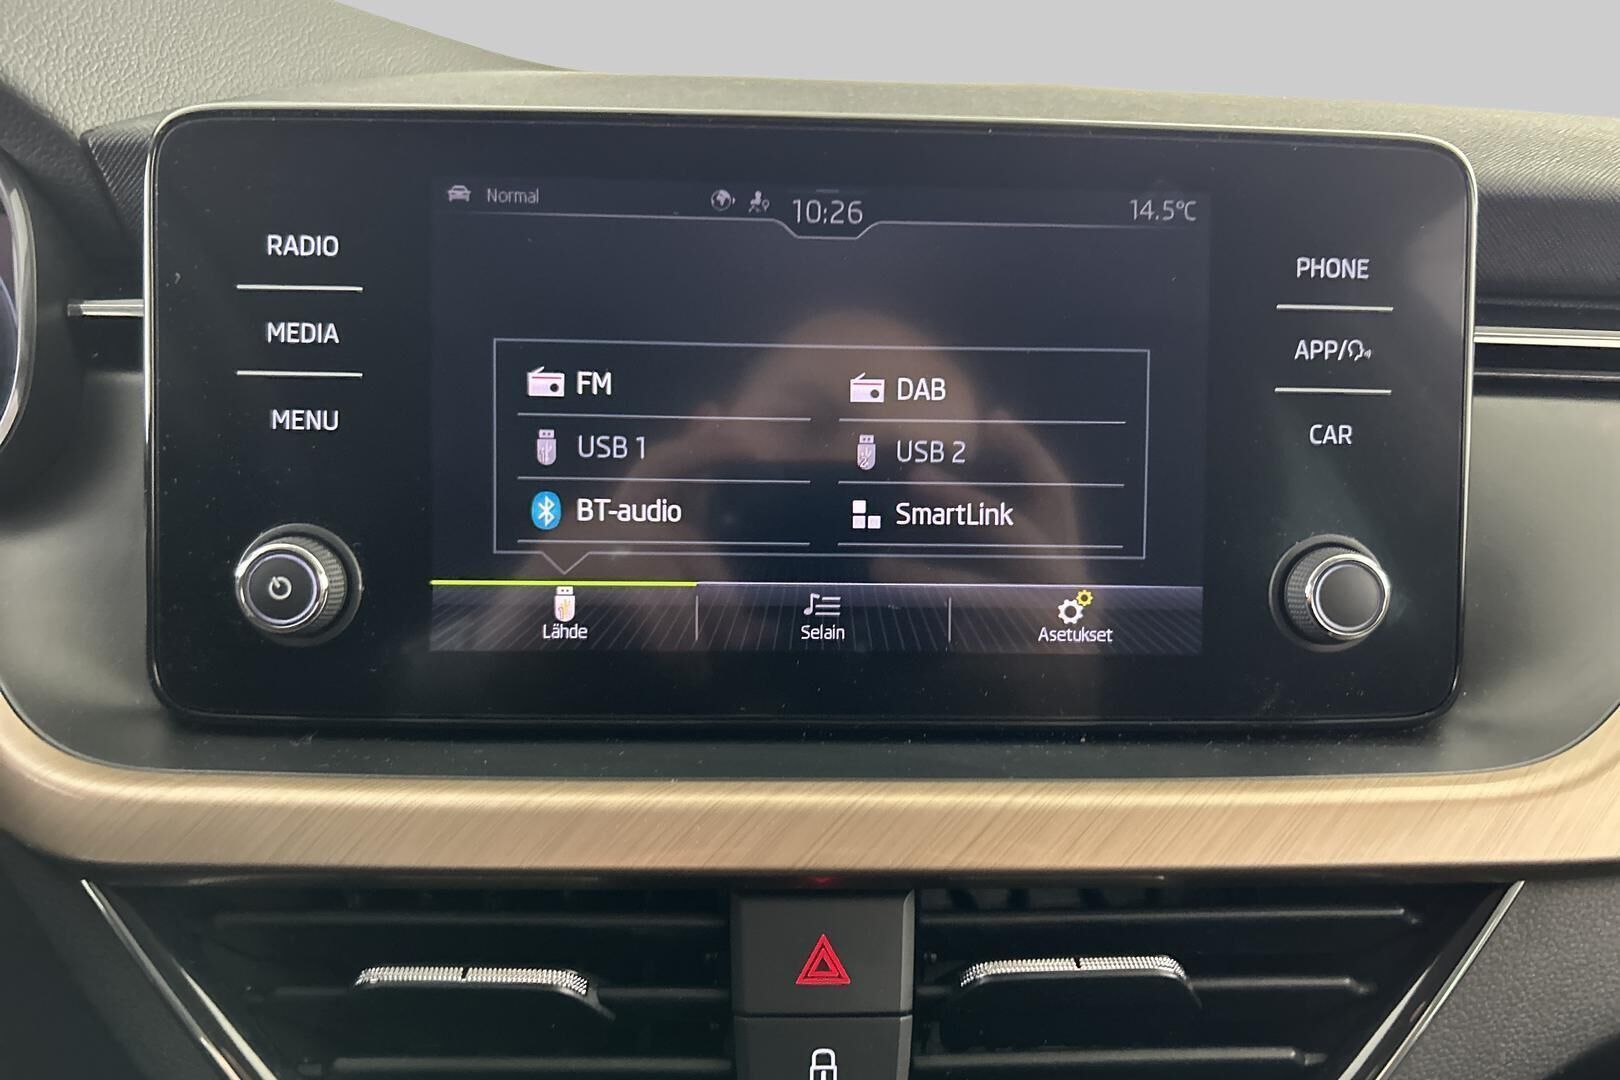 Normal
10:26
14.5°C
RADIO
MEDIA
MENU
PHONE
APP/
CAR
FM
DAB
USB 1
USB 2
BT-audio
SmartLink
Lähde
Selain
Asetukset